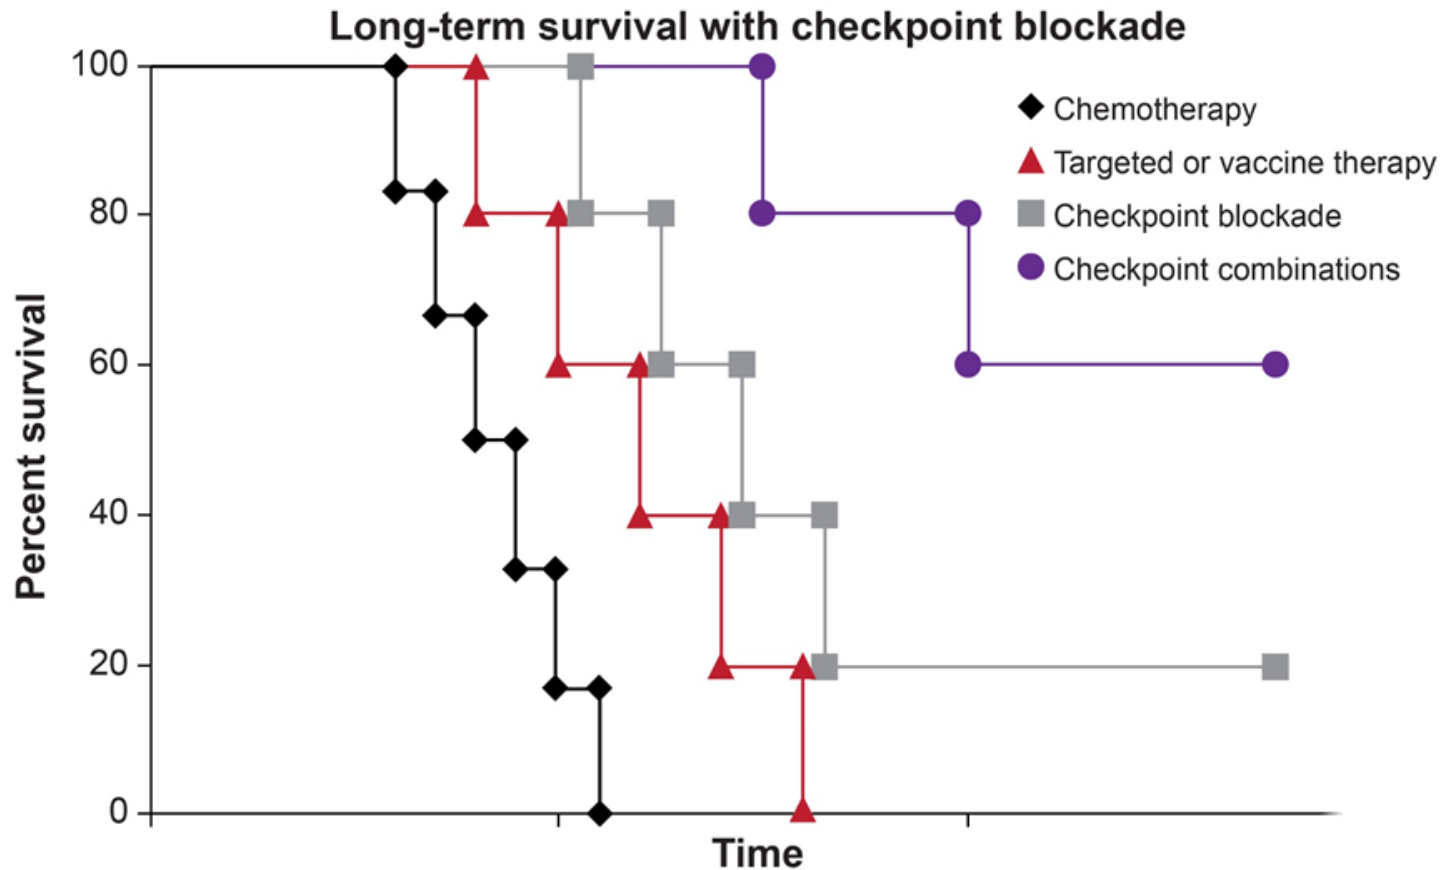 Long-term survival with checkpoint blockade
100
80
60
40
20
0
Percent survival
Time
Chemotherapy
Targeted or vaccine therapy
Checkpoint blockade
Checkpoint combinations